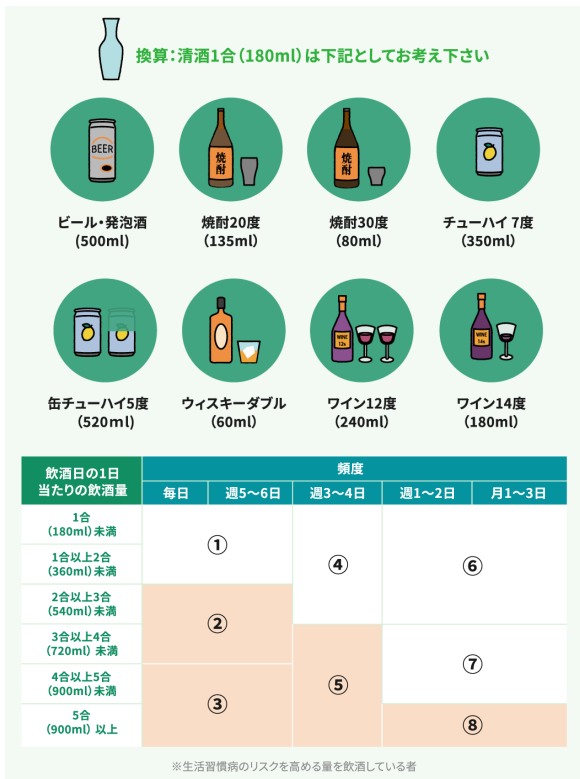 換算：清酒1合（180ml）は下記としてお考え下さい
BEER
焼酎
焼酎
ビール・発泡酒
(500ml)
焼酎20度
（135ml）
焼酎30度
（80ml）
チューハイ 7度
（350ml）
WINE
12%
WINE
14%
缶チューハイ5度
（520ml)
ウィスキーダブル
（60ml）
ワイン12度
（240ml）
ワイン14度
（180ml）
飲酒日の1日
当たりの飲酒量
頻度
毎日
週5～6日
週3～4日
週1～2日
月1～3日
1合
（180ml）未満
①
④
⑥
1合以上2合
（360ml）未満
2合以上3合
（540ml）未満
②
3合以上4合
（720ml） 未満
⑤
⑦
4合以上5合
（900ml）未満
③
5合
（900ml） 以上
⑧
※生活習慣病のリスクを高める量を飲酒している者